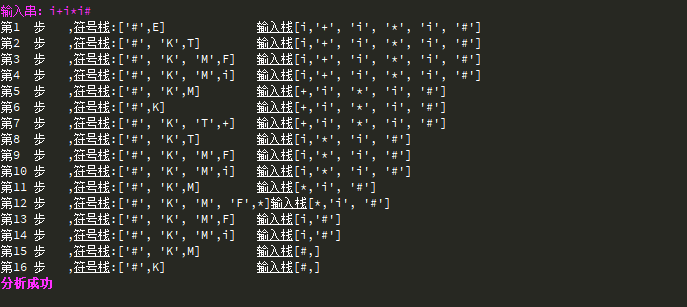 输入串: i+i*i#
第1 步 ,符号栈:['#',E] 输入栈[i,'+', 'i', '*', 'i', '#']
第2 步 ,符号栈:['#', 'K',T] 输入栈[i,'+', 'i', '*', 'i', '#']
第3 步 ,符号栈:['#', 'K', 'M',F] 输入栈[i,'+', 'i', '*', 'i', '#']
第4 步 ,符号栈:['#', 'K', 'M',i] 输入栈[i,'+', 'i', '*', 'i', '#']
第5 步 ,符号栈:['#', 'K',M] 输入栈[+,'i', '*', 'i', '#']
第6 步 ,符号栈:['#',K] 输入栈[+,'i', '*', 'i', '#']
第7 步 ,符号栈:['#', 'K', 'T',+] 输入栈[+,'i', '*', 'i', '#']
第8 步 ,符号栈:['#', 'K',T] 输入栈[i,'*', 'i', '#']
第9 步 ,符号栈:['#', 'K', 'M',F] 输入栈[i,'*', 'i', '#']
第10 步 ,符号栈:['#', 'K', 'M',i] 输入栈[i,'*', 'i', '#']
第11 步 ,符号栈:['#', 'K',M] 输入栈[*,'i', '#']
第12 步 ,符号栈:['#', 'K', 'M', 'F',*]输入栈[*,'i', '#']
第13 步 ,符号栈:['#', 'K', 'M',F] 输入栈[i,'#']
第14 步 ,符号栈:['#', 'K', 'M',i] 输入栈[i,'#']
第15 步 ,符号栈:['#', 'K',M] 输入栈[#,]
第16 步 ,符号栈:['#',K] 输入栈[#,]
分析成功